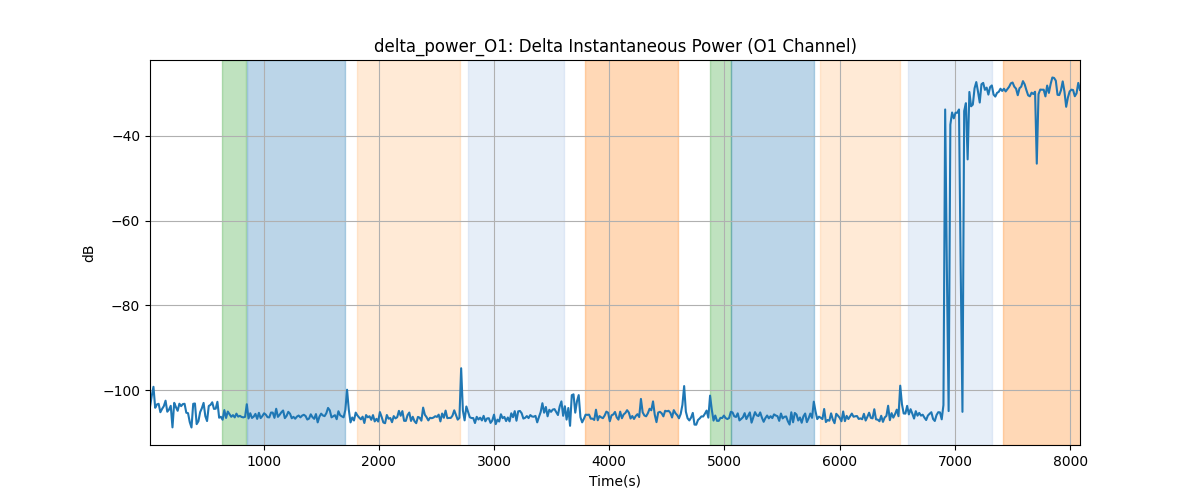 delta_power_O1: Delta Instantaneous Power (O1 Channel)
−40
−60
−80
−100
dB
1000 2000 3000 4000 5000 6000 7000 8000
Time(s)